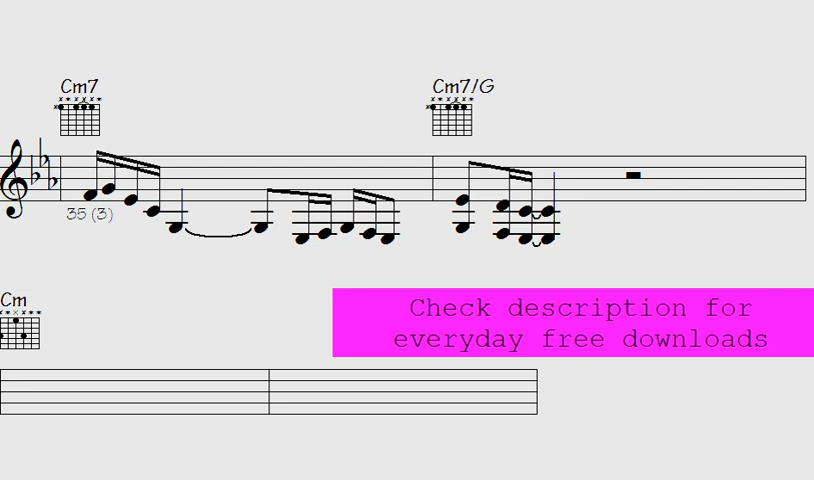 Cm7 Cm7/G
35 (3)
Cm
Check description for
everyday free downloads